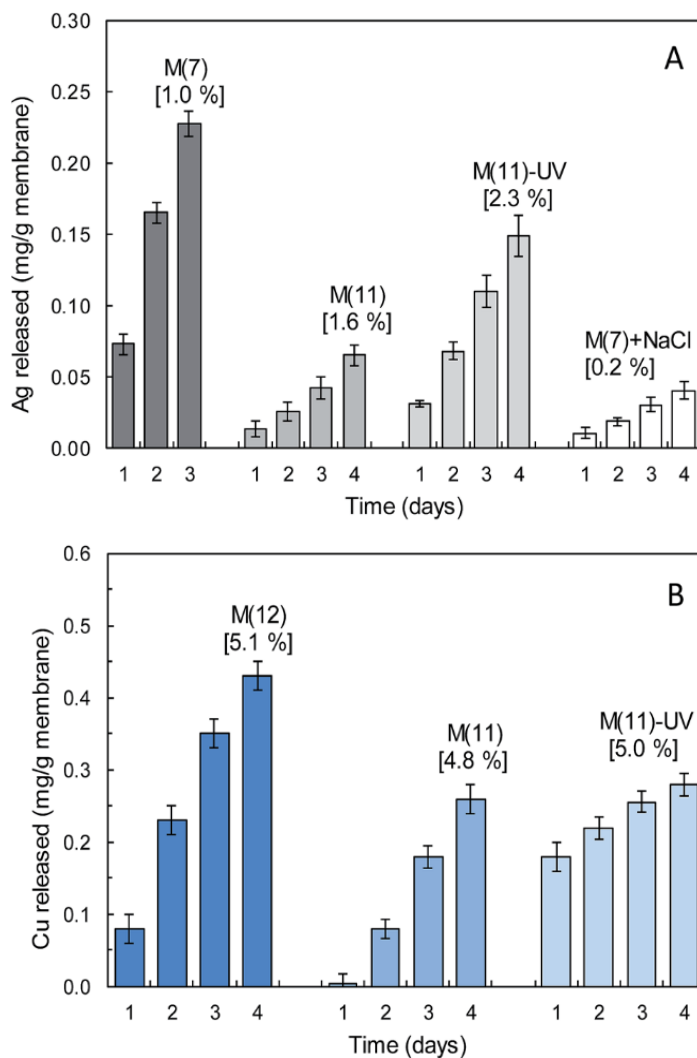 A
Ag released (mg/g membrane)
0.30
0.25
0.20
0.15
0.10
0.05
0.00
M(7)
[1.0 %]
M(11)
[1.6 %]
M(11)-UV
[2.3 %]
M(7)+NaCl
[0.2 %]
1 2 3 1 2 3 4 1 2 3 4 1 2 3 4
Time (days)
B
Cu released (mg/g membrane)
0.6
0.5
0.4
0.3
0.2
0.1
0.0
M(12)
[5.1 %]
M(11)
[4.8 %]
M(11)-UV
[5.0 %]
1 2 3 4 1 2 3 4 1 2 3 4
Time (days)